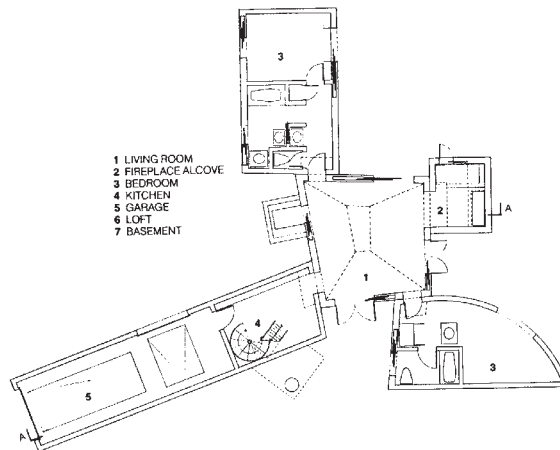 3
1 LIVING ROOM
2 FIREPLACE ALCOVE
3 BEDROOM
4 KITCHEN
5 GARAGE
6 LOFT
7 BASEMENT
2
A
1
4
3
5
A